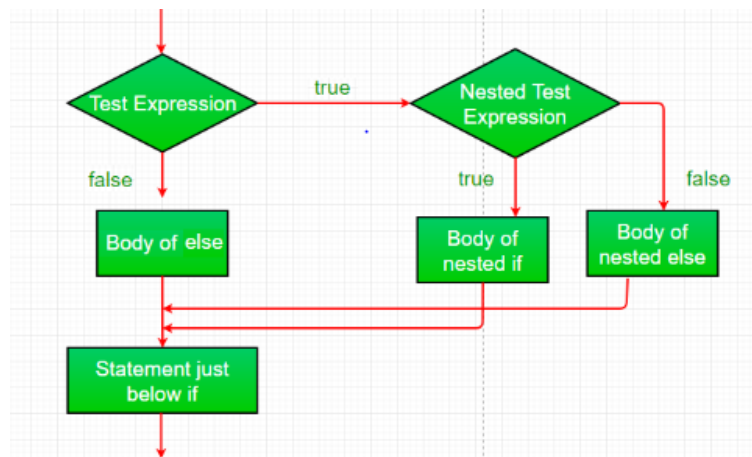 Test Expression
true
Nested Test
Expression
false
true
false
Body of else
Body of
nested if
Body of
nested else
Statement just
below if